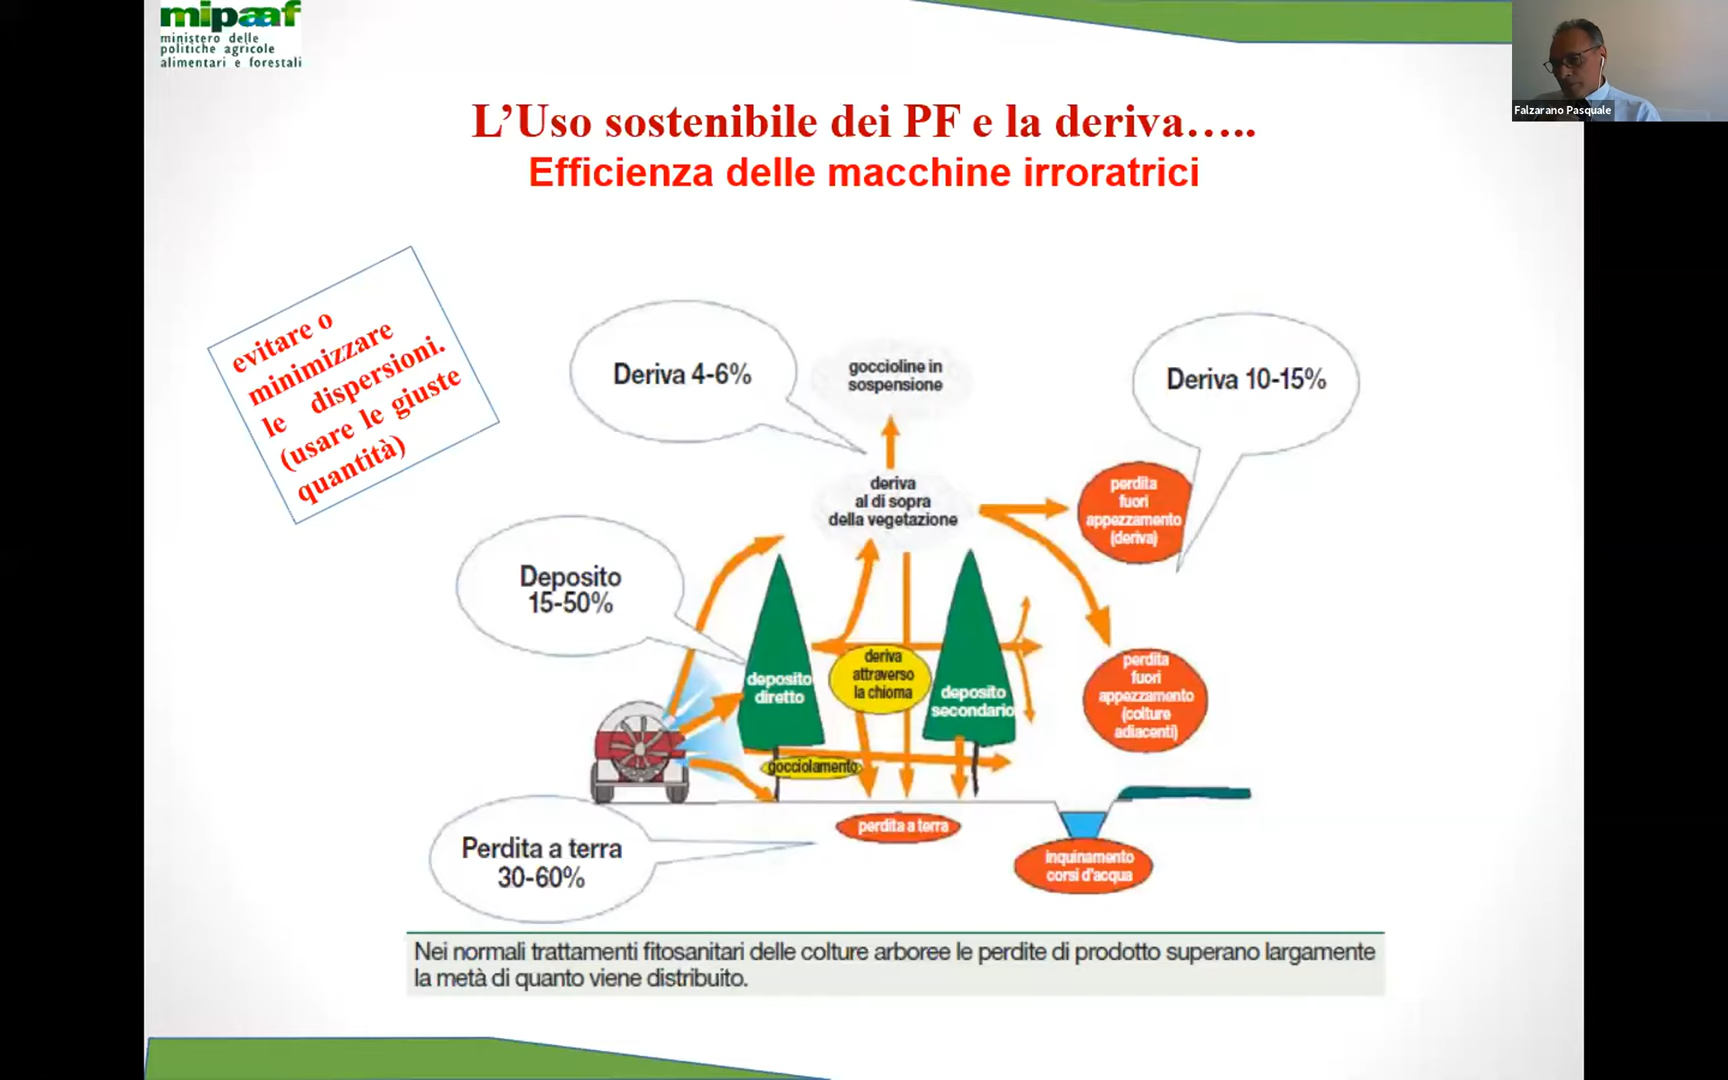 mipaaf
ministero delle
politiche agricole
alimentari e forestali
Falzarano Pasquale
L’Uso sostenibile dei PF e la deriva…..
Efficienza delle macchine irroratrici
evitare o
minimizzare
le dispersioni.
(usare le giuste
quantità)
Deriva 4-6%
goccioline in
sospensione
Deriva 10-15%
deriva
al di sopra
della vegetazione
perdita
fuori
appezzamento
(deriva)
Deposito
15-50%
deposito
diretto
deriva
attraverso
la chioma
deposito
secondario
perdita
fuori
appezzamento
(colture
adiacenti)
gocciolamento
perdita a terra
Perdita a terra
30-60%
inquinamento
corsi d'acqua
Nei normali trattamenti fitosanitari delle colture arboree le perdite di prodotto superano largamente
la metà di quanto viene distribuito.